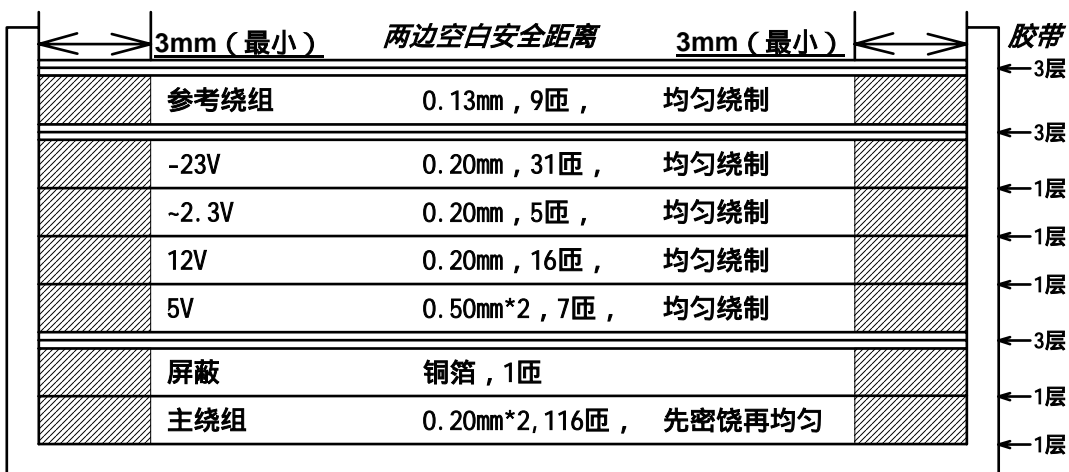 3mm（最小） 两边空白安全距离 3mm（最小） 胶带
3层
参考绕组 0.13mm，9匝， 均匀绕制
3层
-23V 0.20mm，31匝， 均匀绕制
1层
~2.3V 0.20mm，5匝， 均匀绕制
1层
12V 0.20mm，16匝， 均匀绕制
1层
5V 0.50mm*2，7匝， 均匀绕制
3层
屏蔽 铜箔，1匝
1层
主绕组 0.20mm*2,116匝， 先密饶再均匀
1层